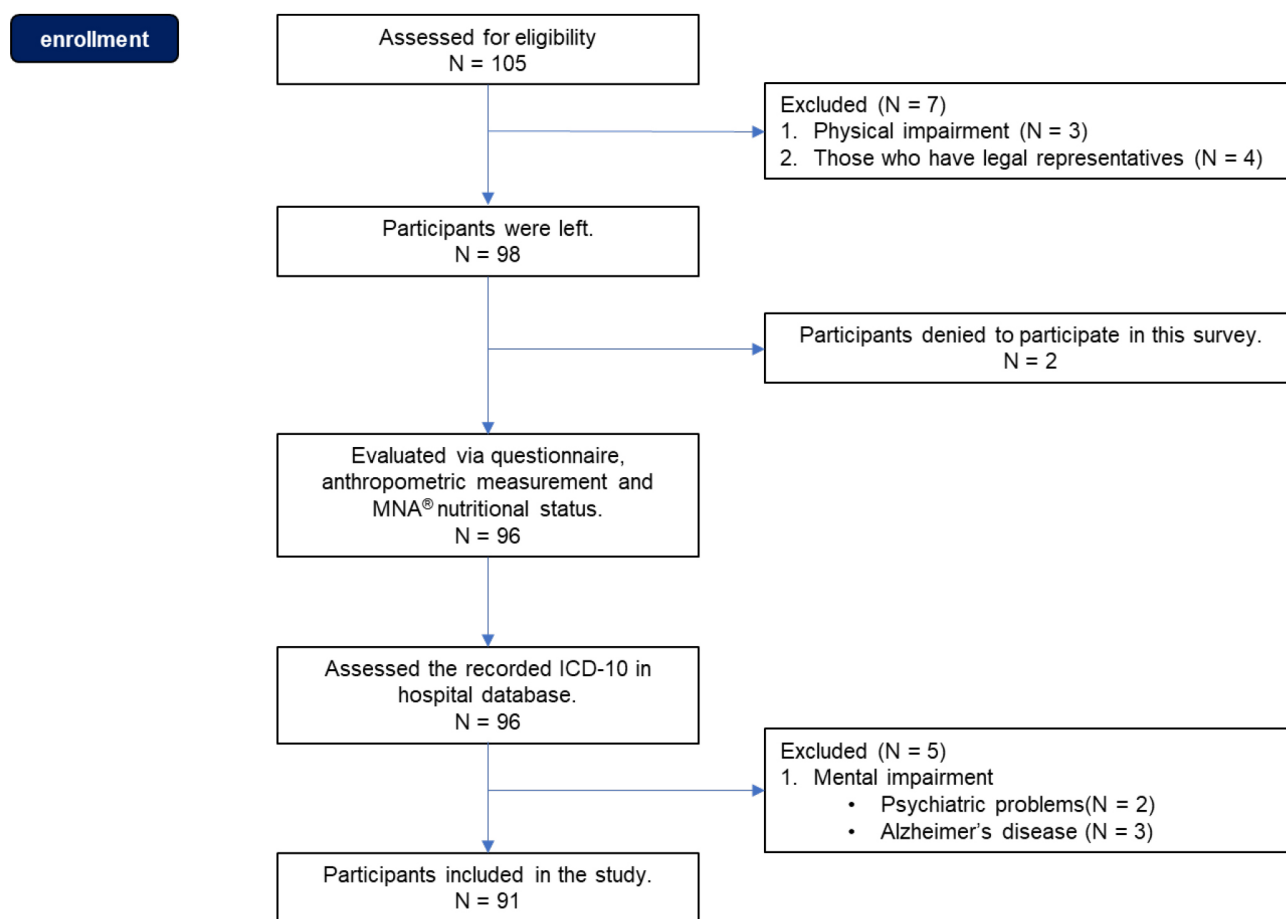 enrollment
Assessed for eligibility
N = 105
Excluded (N = 7)
1. Physical impairment (N = 3)
2. Those who have legal representatives (N = 4)
Participants were left.
N = 98
Participants denied to participate in this survey.
N = 2
Evaluated via questionnaire,
anthropometric measurement and
MNA® nutritional status.
N = 96
Assessed the recorded ICD-10 in
hospital database.
N = 96
Excluded (N = 5)
1. Mental impairment
• Psychiatric problems(N = 2)
• Alzheimer’s disease (N = 3)
Participants included in the study.
N = 91